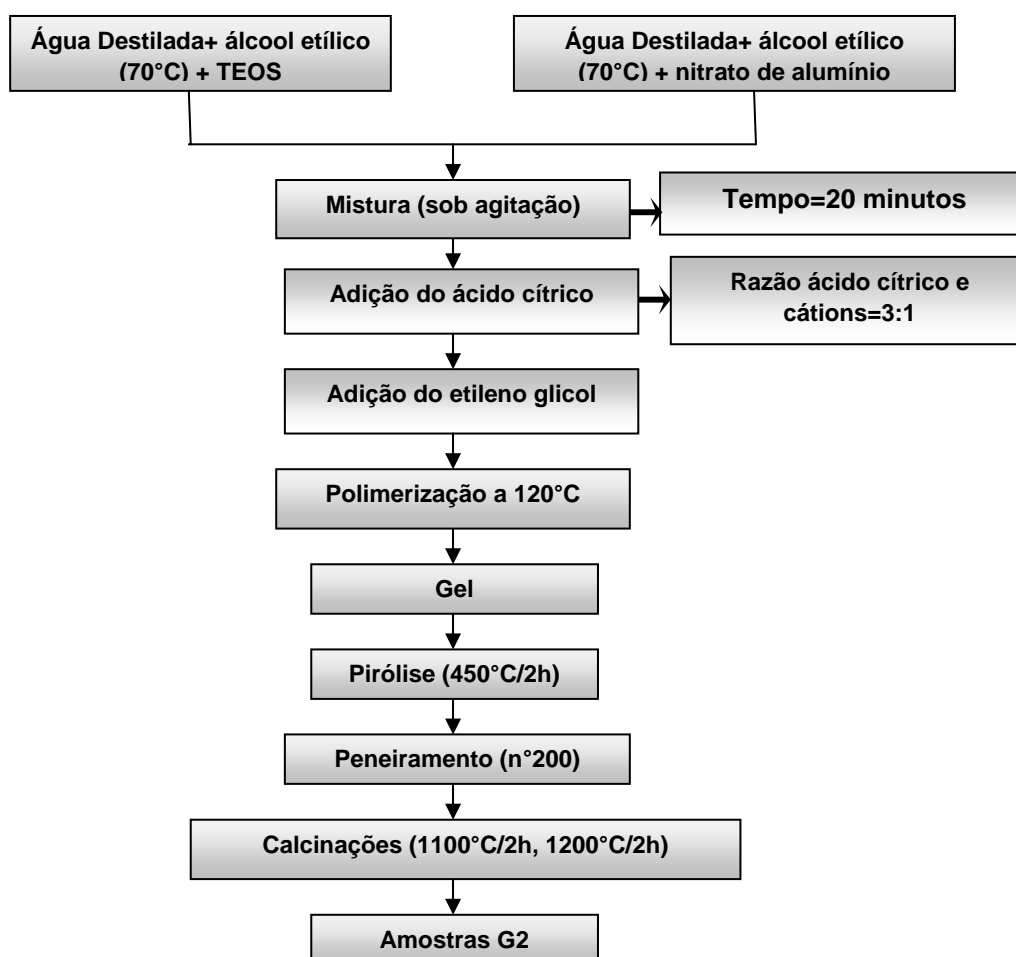 Água Destilada+ álcool etílico
(70°C) + TEOS
Água Destilada+ álcool etílico
(70°C) + nitrato de alumínio
Mistura (sob agitação)
Tempo=20 minutos
Adição do ácido cítrico
Razão ácido cítrico e
cátions=3:1
Adição do etileno glicol
Polimerização a 120°C
Gel
Pirólise (450°C/2h)
Peneiramento (n°200)
Calcinações (1100°C/2h, 1200°C/2h)
Amostras G2